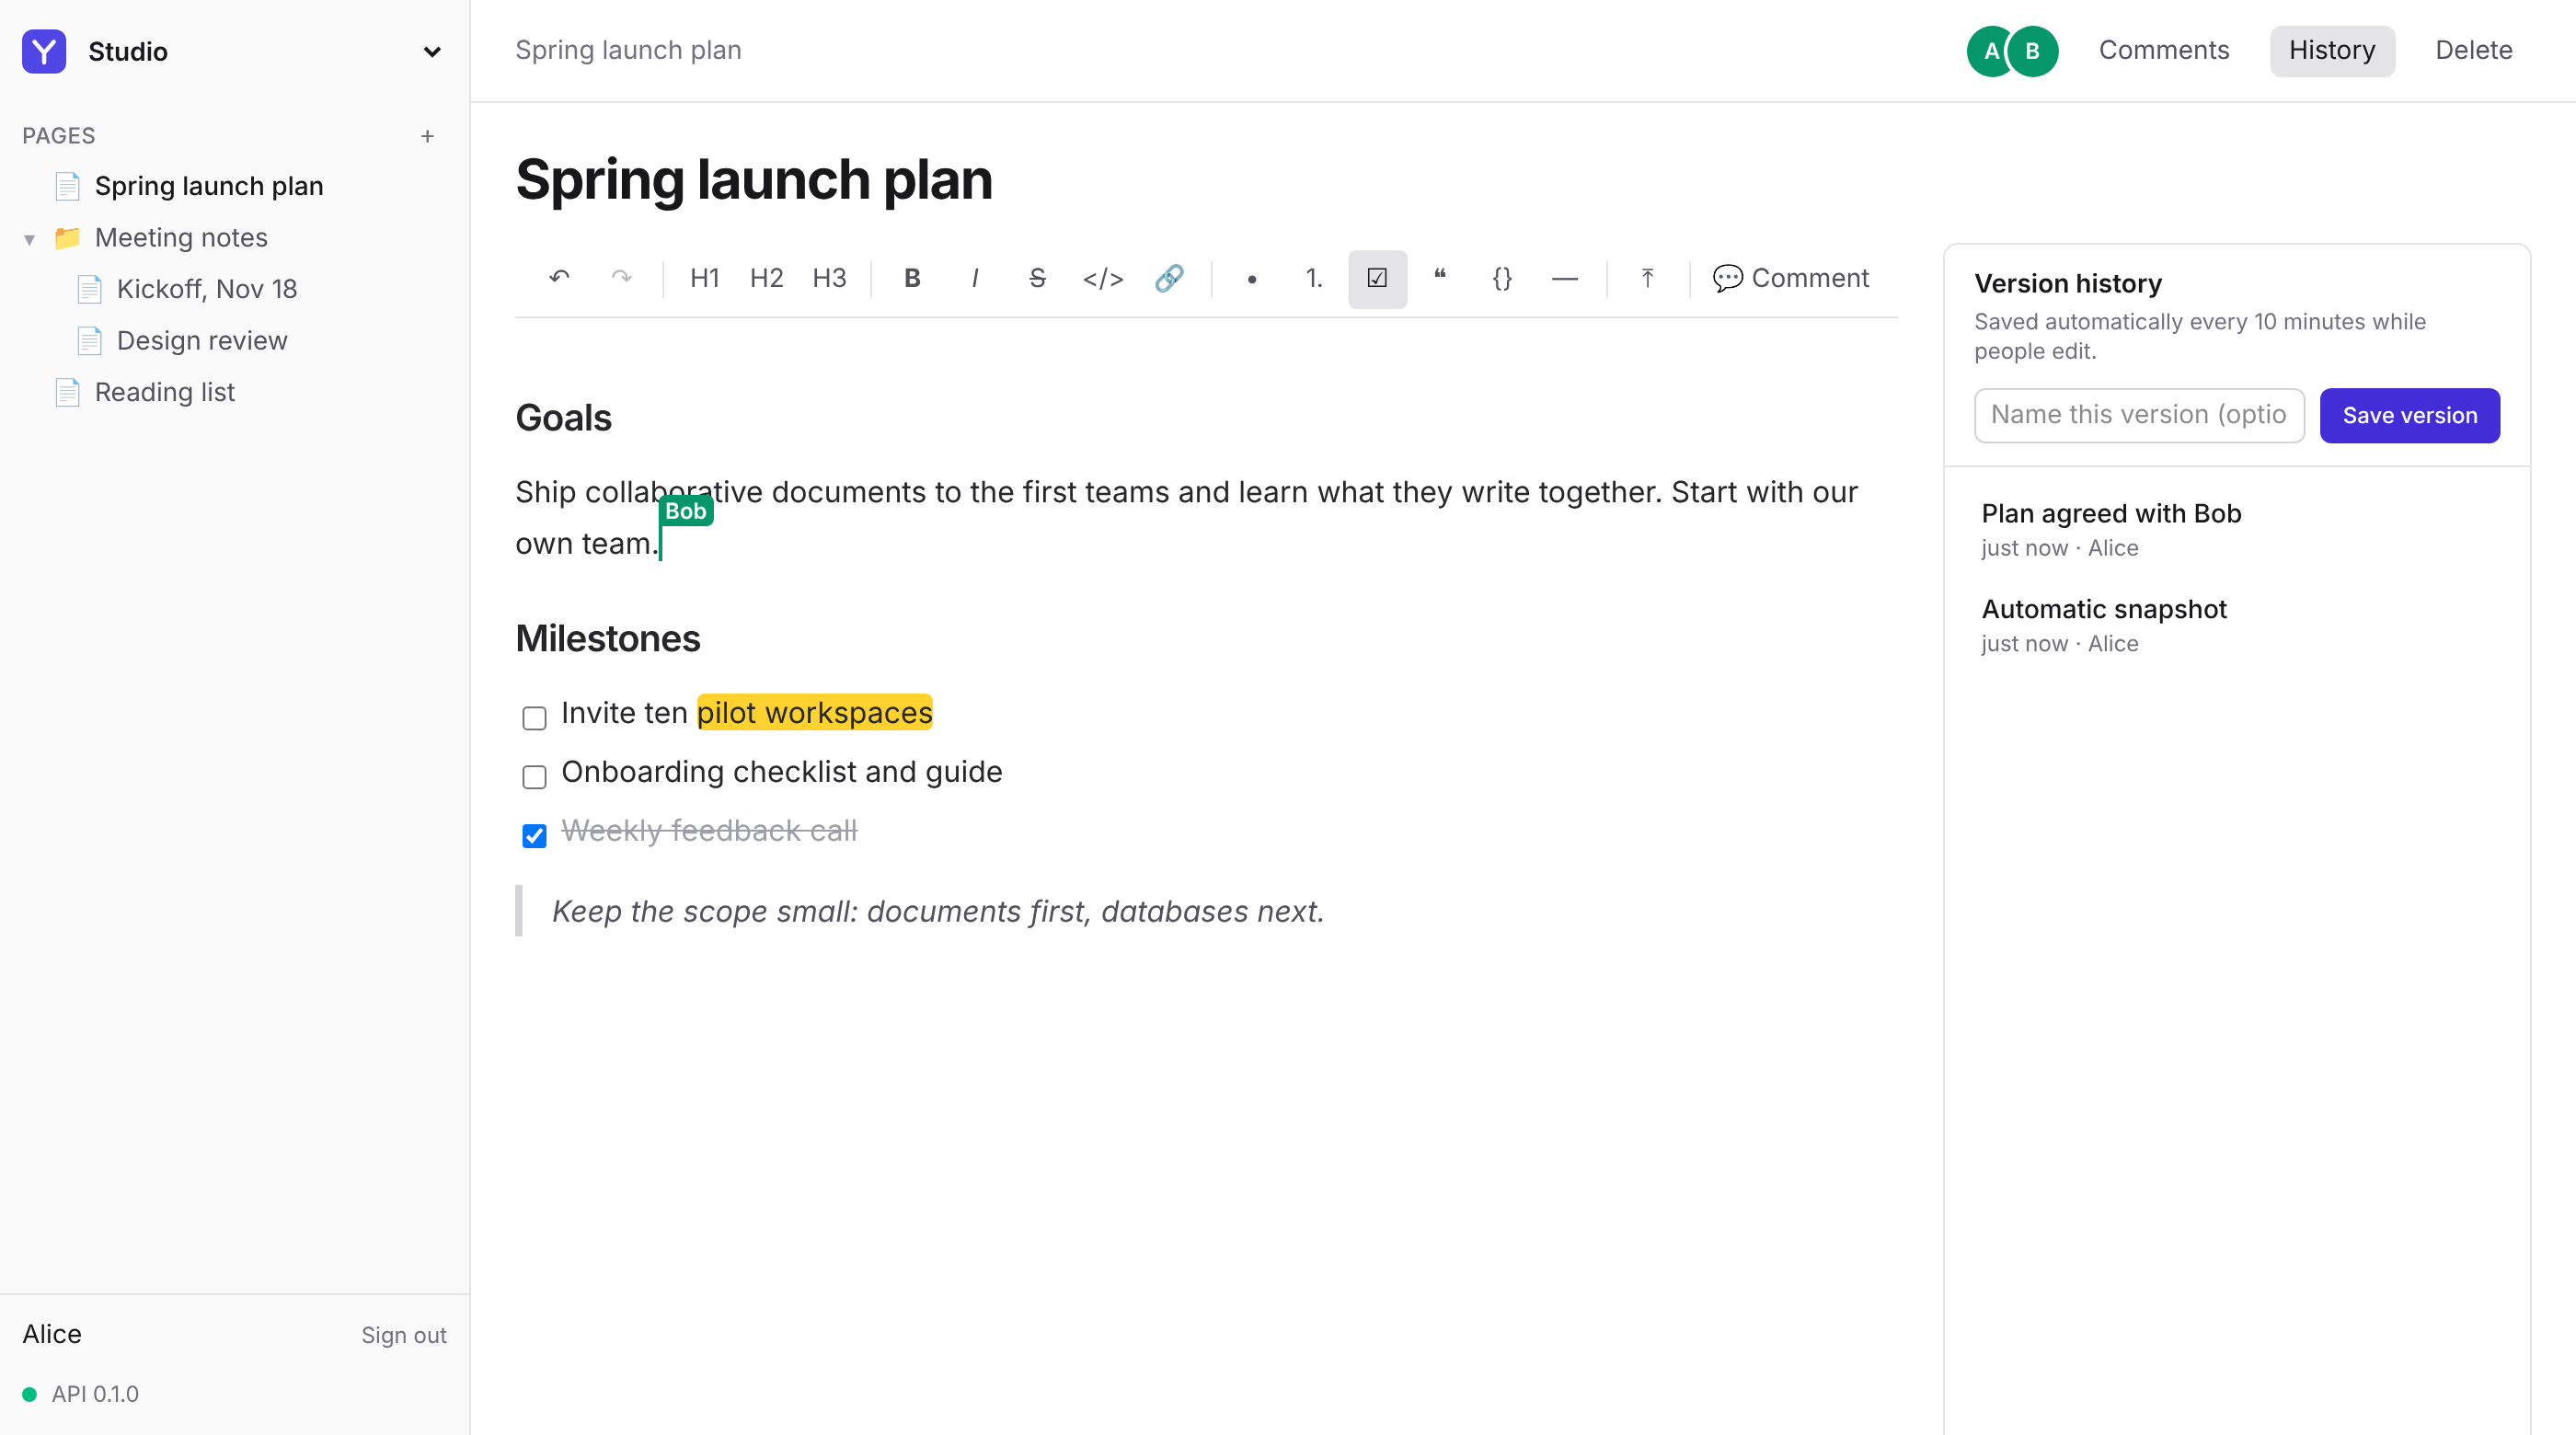 Y Studio
PAGES +
Spring launch plan
Meeting notes
Kickoff, Nov 18
Design review
Reading list
Alice Sign out
API 0.1.0
Spring launch plan
A B Comments History Delete
Spring launch plan
H1 H2 H3 B I S </> • 1. ❝ {} — Comment
Goals
Ship collaborative documents to the first teams and learn what they write together. Start with our
own team.
Bob
Milestones
Invite ten pilot workspaces
Onboarding checklist and guide
Weekly feedback call
Keep the scope small: documents first, databases next.
Version history
Saved automatically every 10 minutes while
people edit.
Name this version (optio Save version
Plan agreed with Bob
just now · Alice
Automatic snapshot
just now · Alice